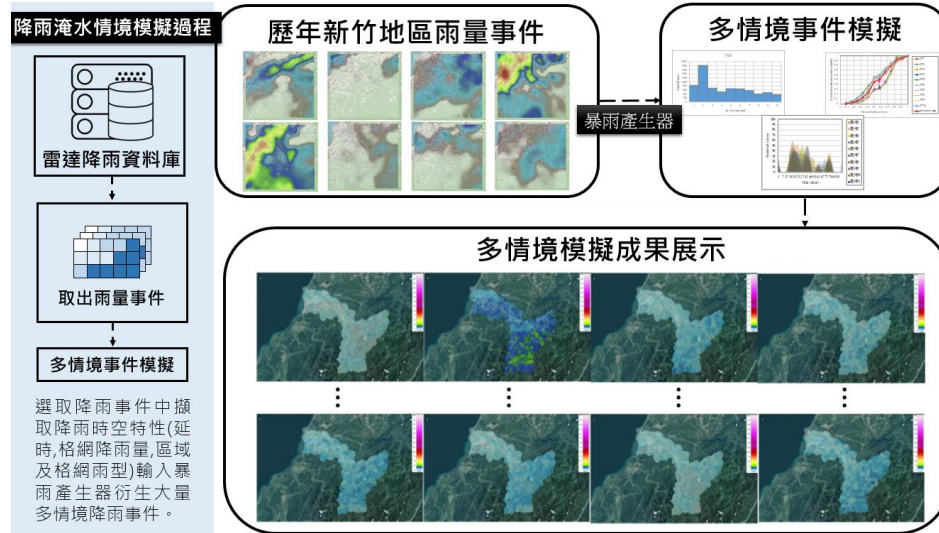 降雨淹水情境模擬過程
雷達降雨資料庫
取出雨量事件
多情境事件模擬
選取降雨事件中擷
取降雨時空特性(延
時,格網降雨量,區域
及格網雨型)輸入暴
雨產生器衍生大量
多情境降雨事件。
歷年新竹地區雨量事件
暴雨產生器
多情境事件模擬
多情境模擬成果展示